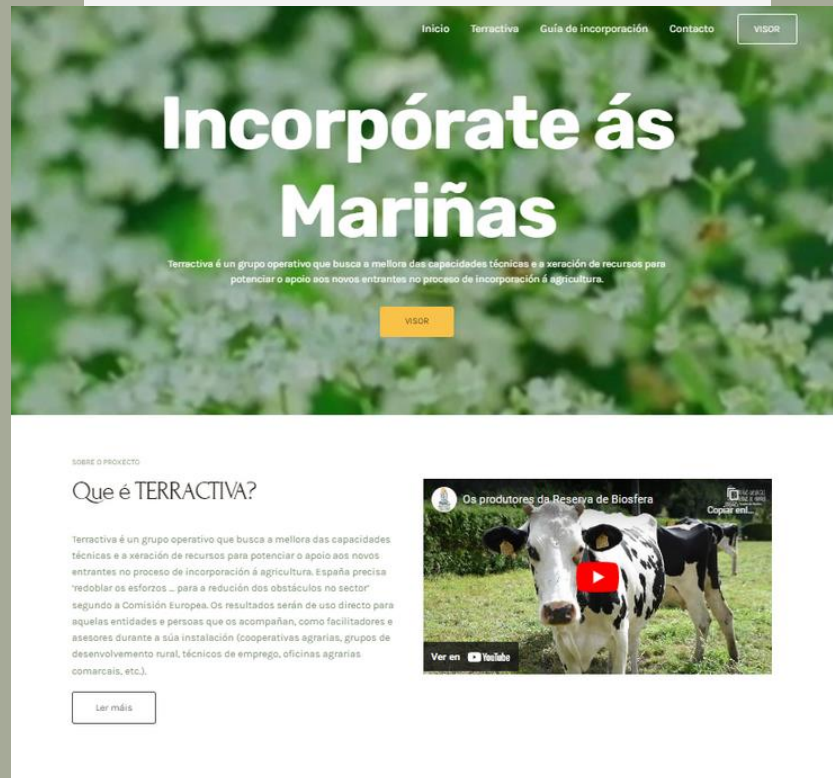 Inicio Terractiva Guía de incorporación Contacto VISOR
Incorpórate ás
Mariñas
Terractiva é un grupo operativo que busca a mellora das capacidades técnicas e a xeración de recursos para
potenciar o apoio aos novos entrantes no proceso de incorporación á agricultura.
VISOR
SOBRE O PROXECTO
Que é TERRACTIVA?
Terractiva é un grupo operativo que busca a mellora das capacidades
técnicas e a xeración de recursos para potenciar o apoio aos novos
entrantes no proceso de incorporación á agricultura. España precisa
'redoblar os esforzos ... para a redución dos obstáculos no sector'
segundo a Comisión Europea. Os resultados serán de uso directo para
aquelas entidades e persoas que os acompañan, como facilitadores e
asesores durante a súa instalación (cooperativas agrarias, grupos de
desenvolvemento rural, técnicos de emprego, oficinas agrarias
comarcais, etc.).
Ler máis
Os produtores da Reserva de Biosfera
Copiar enl...
Ver en YouTube